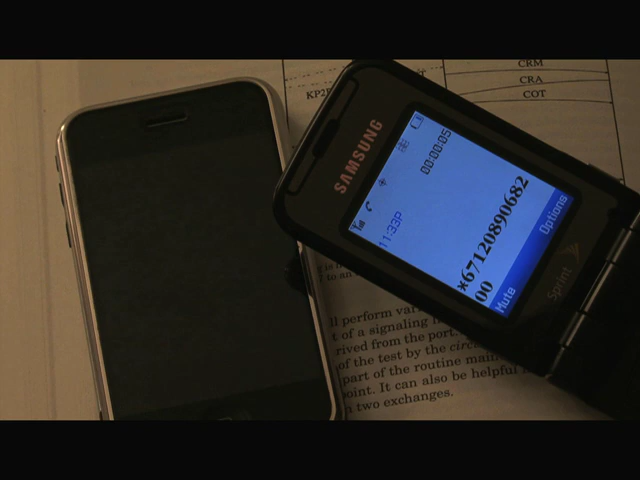 CRM
CRA
KP2F
COT
SAMSUNG
00:00:05
11:33P
*67120890682
00
Mute
Options
Sprint
ll perform var
t of a signaling
rived from the port.
of the test by the circ
part of the routine main
oint. It can also be helpful
n two exchanges.